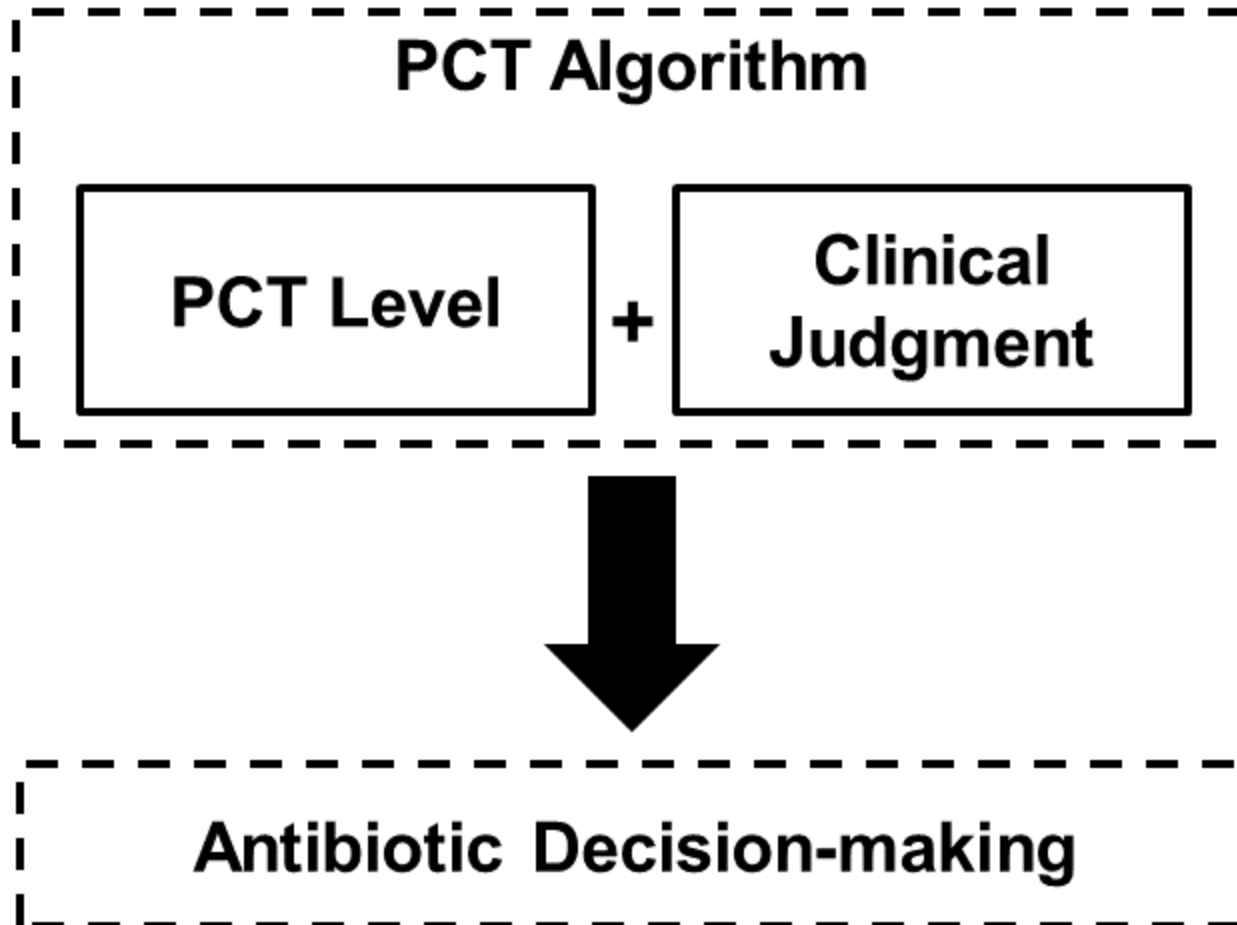 PCT Algorithm
PCT Level
+
Clinical
Judgment
Antibiotic Decision-making